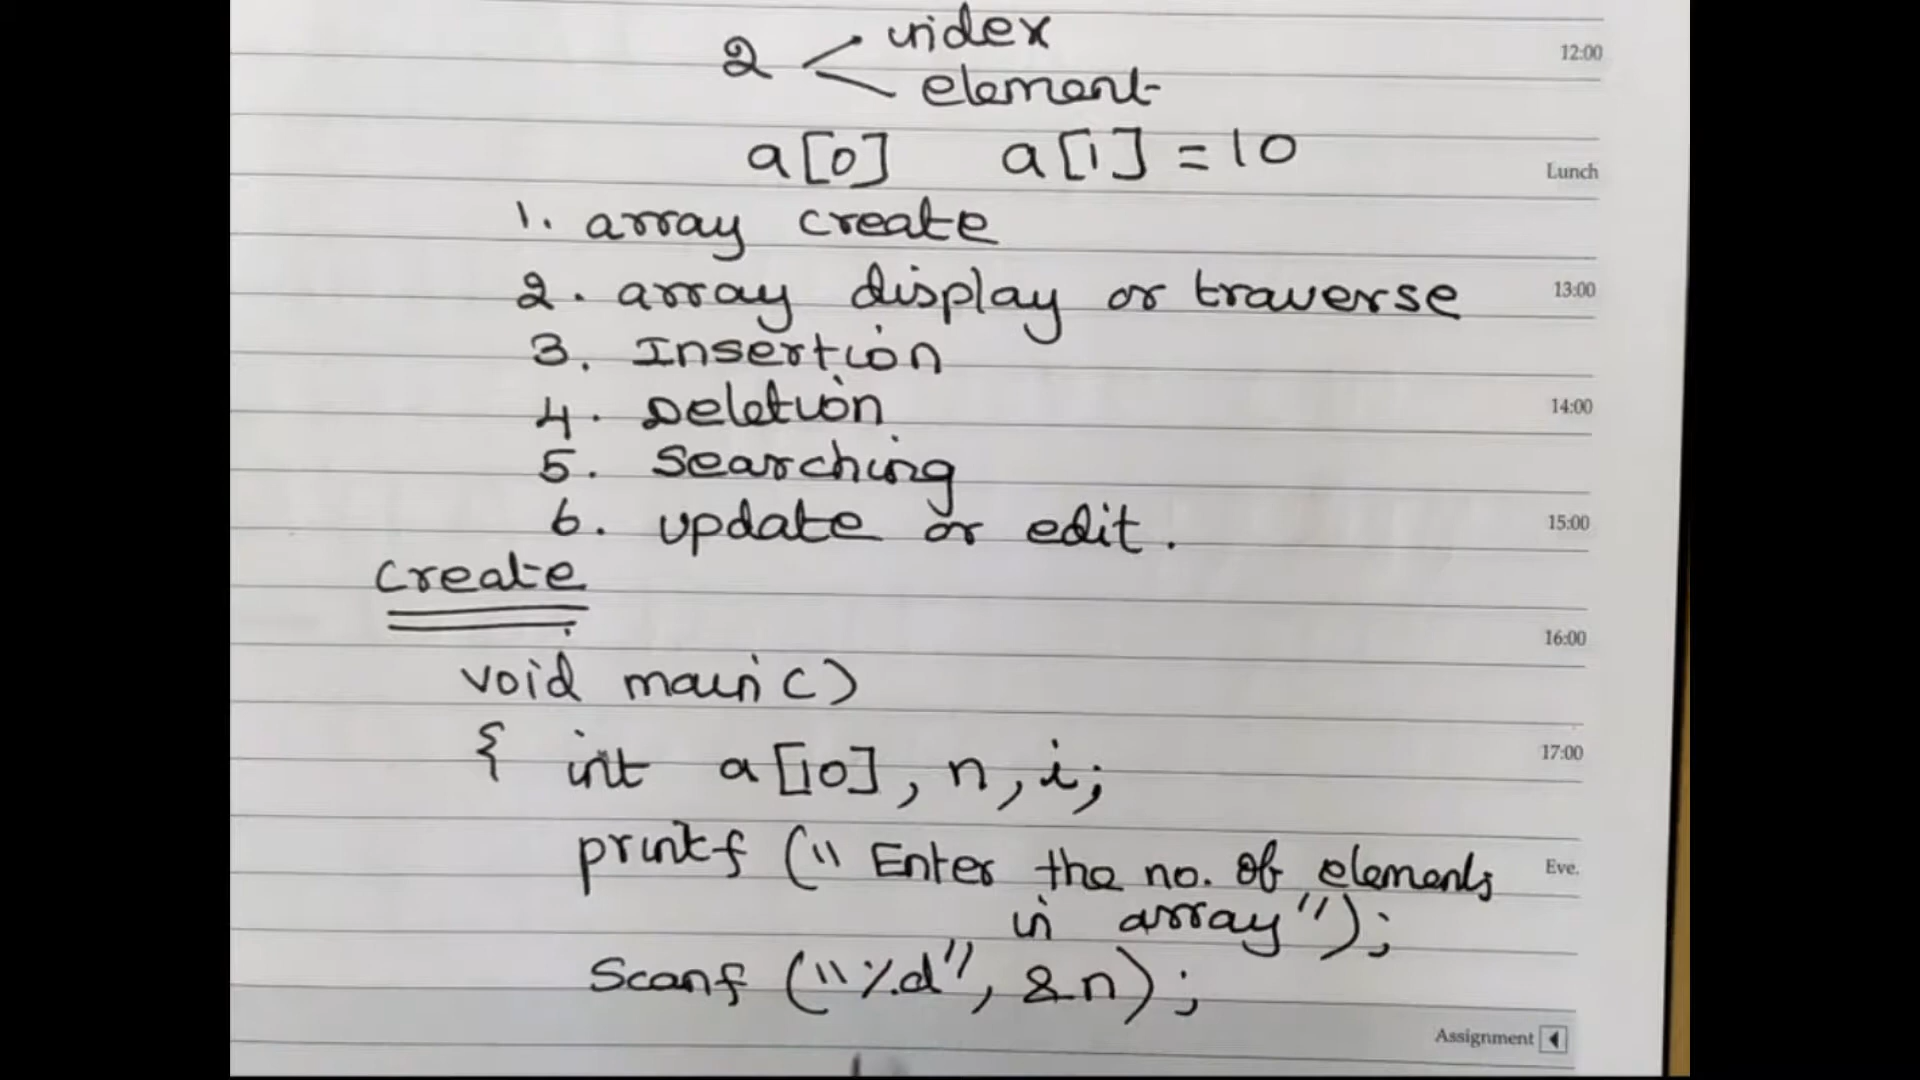 2 index
element
12:00
a[0] a[1] = 10
Lunch
1. array create
2. array display or traverse
13:00
3. Insertion
4. Deletion
14:00
5. Searching
6. update or edit.
15:00
create
16:00
void main()
{ int a[10], n, i;
17:00
printf (" Enter the no. of elements
Eve.
in array");
Scanf ("%d", &n);
Assignment